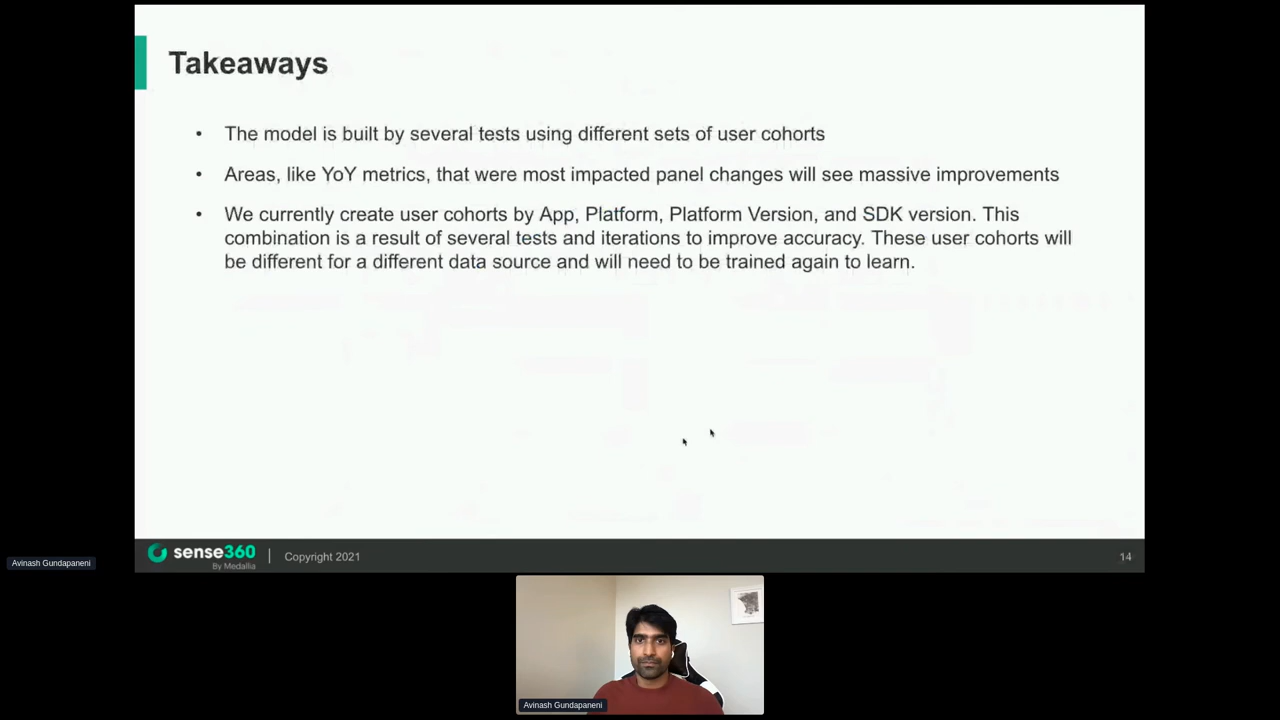 Takeaways
• The model is built by several tests using different sets of user cohorts
• Areas, like YoY metrics, that were most impacted panel changes will see massive improvements
• We currently create user cohorts by App, Platform, Platform Version, and SDK version. This
combination is a result of several tests and iterations to improve accuracy. These user cohorts will
be different for a different data source and will need to be trained again to learn.
sense360 | Copyright 2021 14
By Medallia
Avinash Gundapaneni
Avinash Gundapaneni